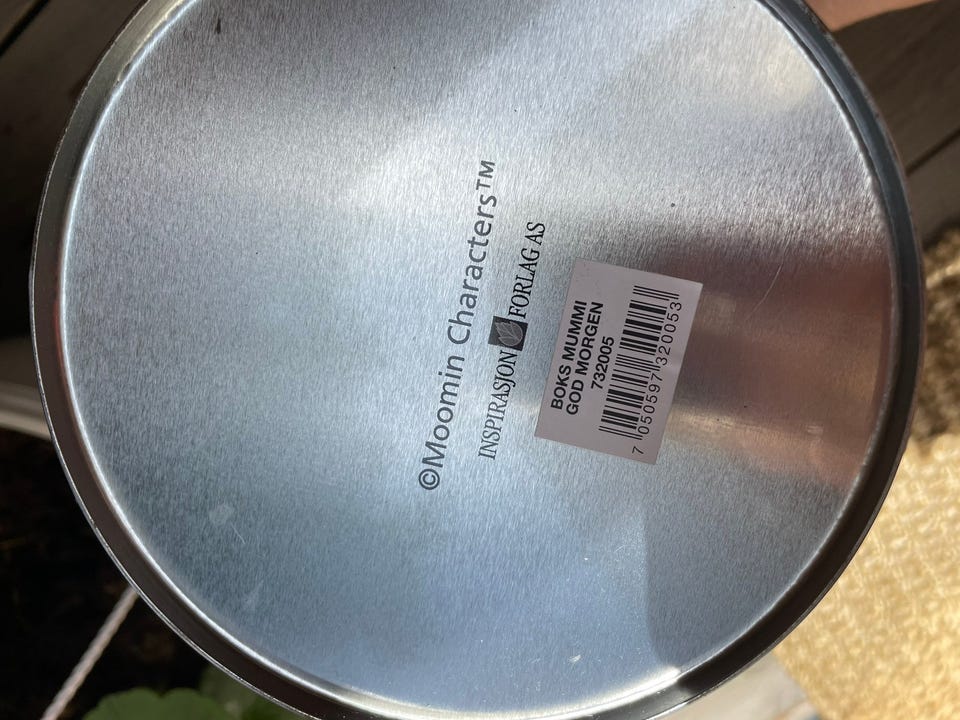 ©Moomin Characters™
INSPIRASJON FORLAG AS
BOKS MUMMI
GOD MORGEN
732005
7 050597 320053